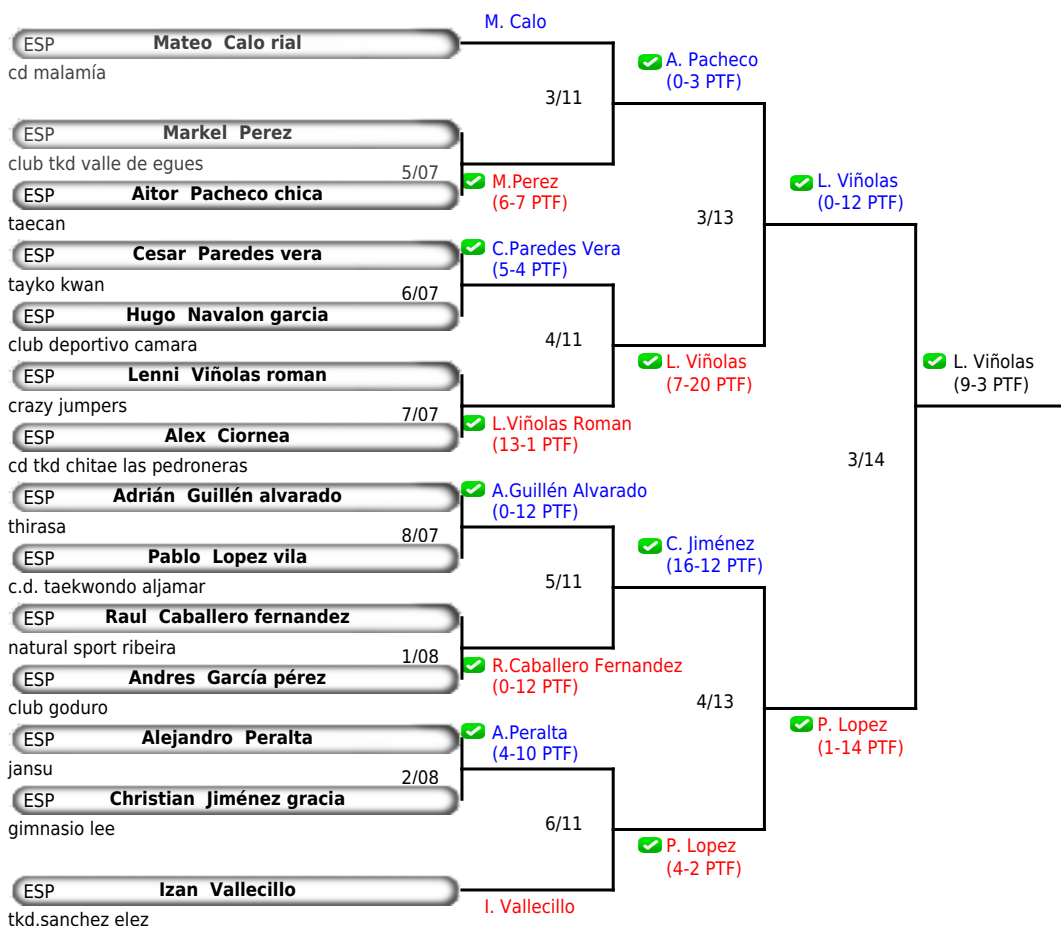 M. Calo
ESP Mateo Calo rial
cd malamía
A. Pacheco
(0-3 PTF)
3/11
ESP Markel Perez
club tkd valle de egues
5/07
M.Perez
(6-7 PTF)
ESP Aitor Pacheco chica
taecan
L. Viñolas
(0-12 PTF)
3/13
ESP Cesar Paredes vera
tayko kwan
C.Paredes Vera
(5-4 PTF)
6/07
ESP Hugo Navalon garcia
club deportivo camara
4/11
L. Viñolas
(7-20 PTF)
L. Viñolas
(9-3 PTF)
ESP Lenni Viñolas roman
crazy jumpers
7/07
L.Viñolas Roman
(13-1 PTF)
ESP Alex Ciornea
cd tkd chitae las pedroneras
3/14
ESP Adrián Guillén alvarado
thirasa
A.Guillén Alvarado
(0-12 PTF)
8/07
ESP Pablo Lopez vila
c.d. taekwondo aljamar
C. Jiménez
(16-12 PTF)
5/11
ESP Raul Caballero fernandez
natural sport ribeira
1/08
R.Caballero Fernandez
(0-12 PTF)
ESP Andres García pérez
club goduro
4/13
P. Lopez
(1-14 PTF)
ESP Alejandro Peralta
jansu
A.Peralta
(4-10 PTF)
2/08
ESP Christian Jiménez gracia
gimnasio lee
6/11
P. Lopez
(4-2 PTF)
ESP Izan Vallecillo
tkd.sanchez elez
I. Vallecillo